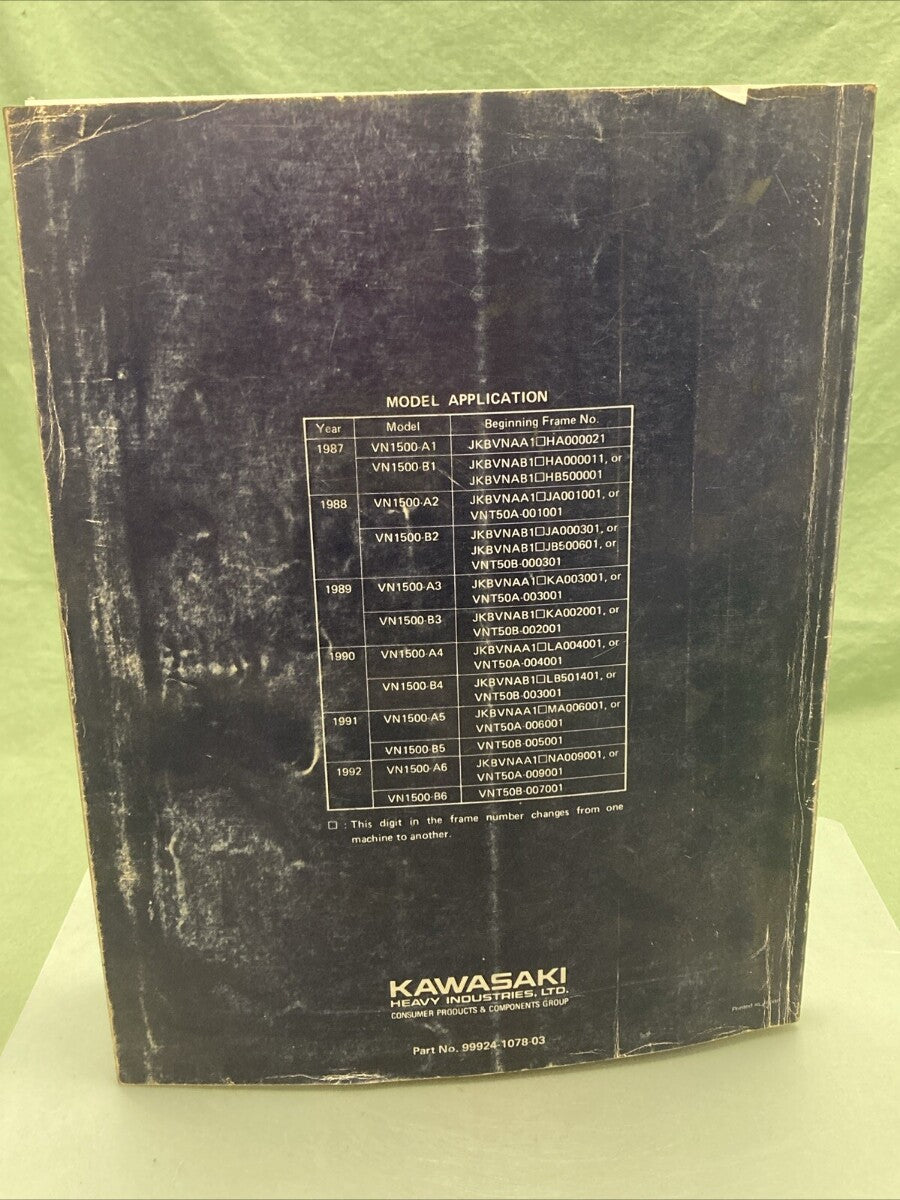 MODEL APPLICATION
Year Model Beginning Frame No.
1987 VN1500-A1 JKBVNAA1□HA000021
VN1500-B1 JKBVNAB1□HA000011, or
JKBVNAB1□HB500001
1988 VN1500-A2 JKBVNAA1□JA001001, or
VNT50A-001001
VN1500-B2 JKBVNAB1□JA000301, or
JKBVNAB1□JB500601, or
VNT50B-000301
1989 VN1500-A3 JKBVNAA1□KA003001, or
VNT50A-003001
VN1500-B3 JKBVNAB1□KA002001, or
VNT50B-002001
1990 VN1500-A4 JKBVNAA1□LA004001, or
VNT50A-004001
VN1500-B4 JKBVNAB1□LB501401, or
VNT50B-003001
1991 VN1500-A5 JKBVNAA1□MA006001, or
VNT50A-006001
VN1500-B5 VNT50B-005001
1992 VN1500-A6 JKBVNAA1□NA009001, or
VNT50A-009001
VN1500-B6 VNT50B-007001
□ : This digit in the frame number changes from one
machine to another.
KAWASAKI
HEAVY INDUSTRIES, LTD.
CONSUMER PRODUCTS & COMPONENTS GROUP
Part No. 99924-1078-03
Printed